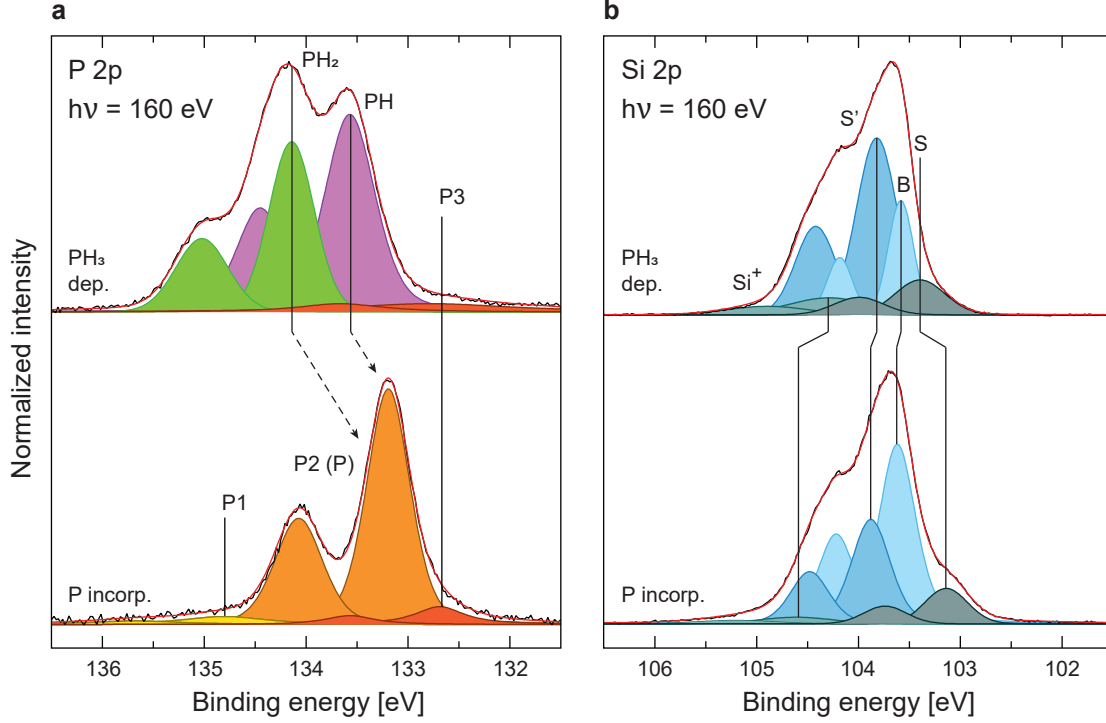 a
P 2p
hν = 160 eV
PH₂
PH
P3
PH₃
dep.
P2 (P)
P1
P incorp.
136 135 134 133 132
Binding energy [eV]
Normalized intensity
b
Si 2p
hν = 160 eV
S'
S
B
Si⁺
PH₃
dep.
P incorp.
106 105 104 103 102
Binding energy [eV]